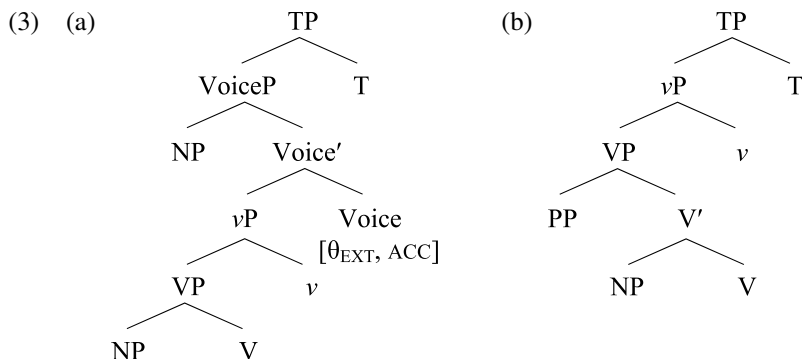 (3) (a) TP (b) TP
VoiceP T vP T
NP Voice′ VP v
vP Voice PP V′
[θEXT, ACC]
VP v NP V
NP V